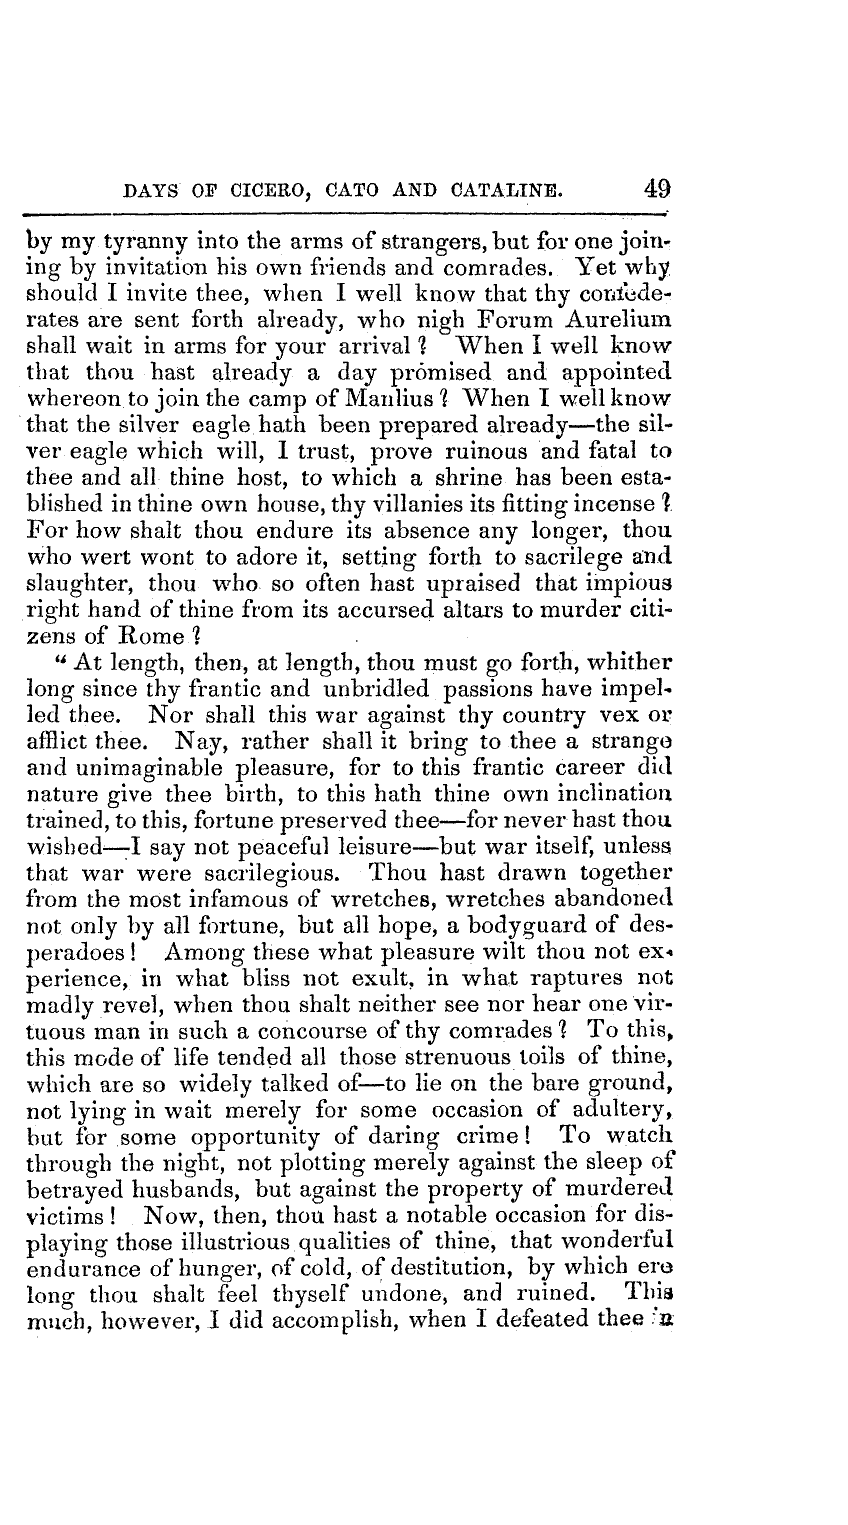 DAYS OF CICERO, CATO AND CATALINE. 49
by my tyranny into the arms of strangers, but for one join-
ing by invitation his own friends and comrades. Yet why
should I invite thee, when I well know that thy confede-
rates are sent forth already, who nigh Forum Aurelium
shall wait in arms for your arrival? When I well know
that thou hast already a day promised and appointed
whereon to join the camp of Manlius? When I well know
that the silver eagle hath been prepared already—the sil-
ver eagle which will, I trust, prove ruinous and fatal to
thee and all thine host, to which a shrine has been esta-
blished in thine own house, thy villanies its fitting incense?
For how shalt thou endure its absence any longer, thou
who wert wont to adore it, setting forth to sacrilege and
slaughter, thou who so often hast upraised that impious
right hand of thine from its accursed altars to murder citi-
zens of Rome?
“At length, then, at length, thou must go forth, whither
long since thy frantic and unbridled passions have impel-
led thee. Nor shall this war against thy country vex or
afflict thee. Nay, rather shall it bring to thee a strange
and unimaginable pleasure, for to this frantic career did
nature give thee birth, to this hath thine own inclination
trained, to this, fortune preserved thee—for never hast thou
wished—I say not peaceful leisure—but war itself, unless
that war were sacrilegious. Thou hast drawn together
from the most infamous of wretches, wretches abandoned
not only by all fortune, but all hope, a bodyguard of des-
peradoes! Among these what pleasure wilt thou not ex-
perience, in what bliss not exult, in what raptures not
madly revel, when thou shalt neither see nor hear one vir-
tuous man in such a concourse of thy comrades? To this,
this mode of life tended all those strenuous toils of thine,
which are so widely talked of—to lie on the bare ground,
not lying in wait merely for some occasion of adultery,
but for some opportunity of daring crime! To watch
through the night, not plotting merely against the sleep of
betrayed husbands, but against the property of murdered
victims! Now, then, thou hast a notable occasion for dis-
playing those illustrious qualities of thine, that wonderful
endurance of hunger, of cold, of destitution, by which ere
long thou shalt feel thyself undone, and ruined. This
much, however, I did accomplish, when I defeated thee in